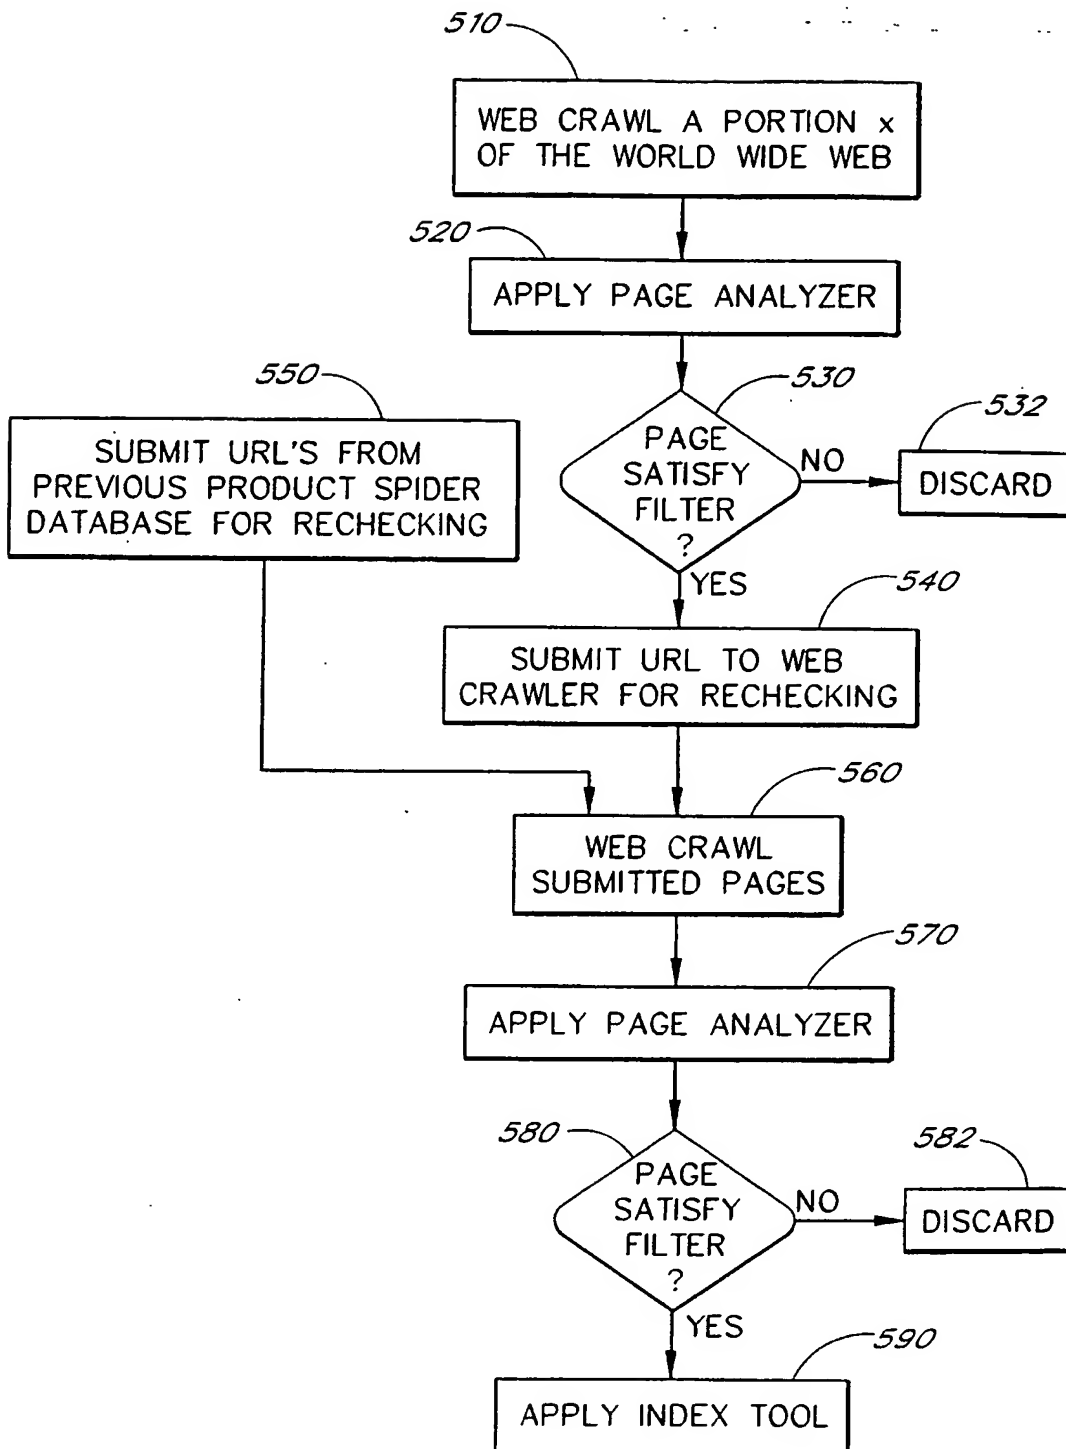 510
WEB CRAWL A PORTION x
OF THE WORLD WIDE WEB
520
APPLY PAGE ANALYZER
530
PAGE
SATISFY
FILTER
?
NO
532
DISCARD
YES
550
SUBMIT URL'S FROM
PREVIOUS PRODUCT SPIDER
DATABASE FOR RECHECKING
540
SUBMIT URL TO WEB
CRAWLER FOR RECHECKING
560
WEB CRAWL
SUBMITTED PAGES
570
APPLY PAGE ANALYZER
580
PAGE
SATISFY
FILTER
?
NO
582
DISCARD
YES
590
APPLY INDEX TOOL